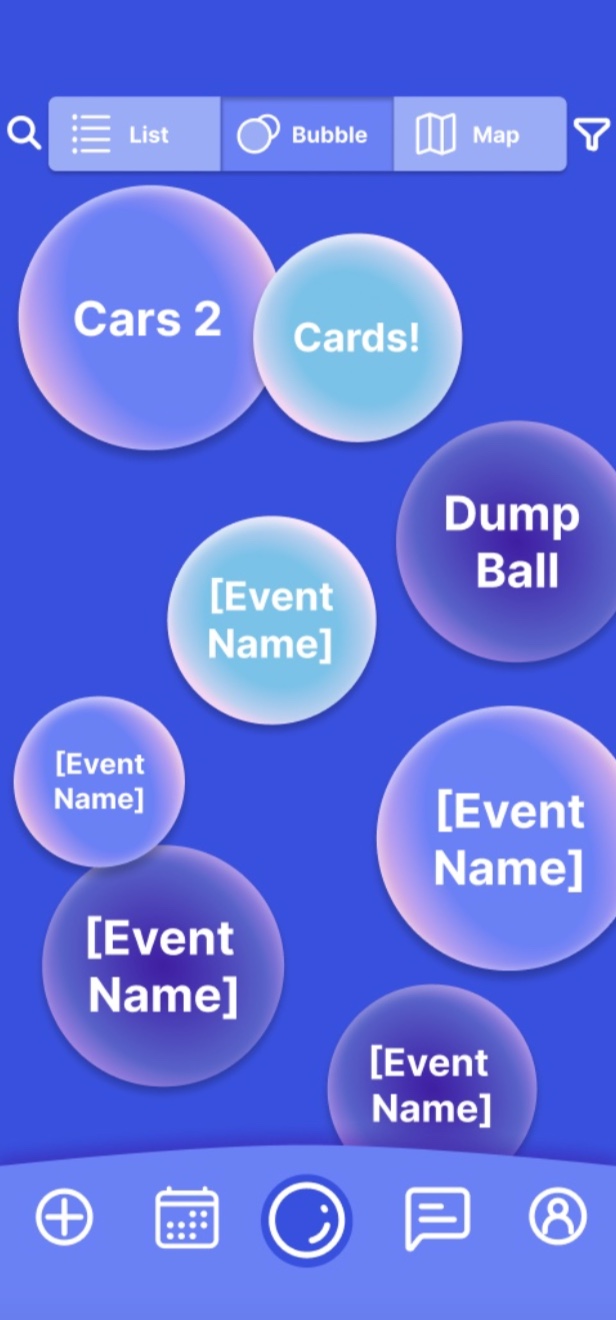 List
Bubble
Map
Cars 2
Cards!
Dump
Ball
[Event
Name]
[Event
Name]
[Event
Name]
[Event
Name]
[Event
Name]